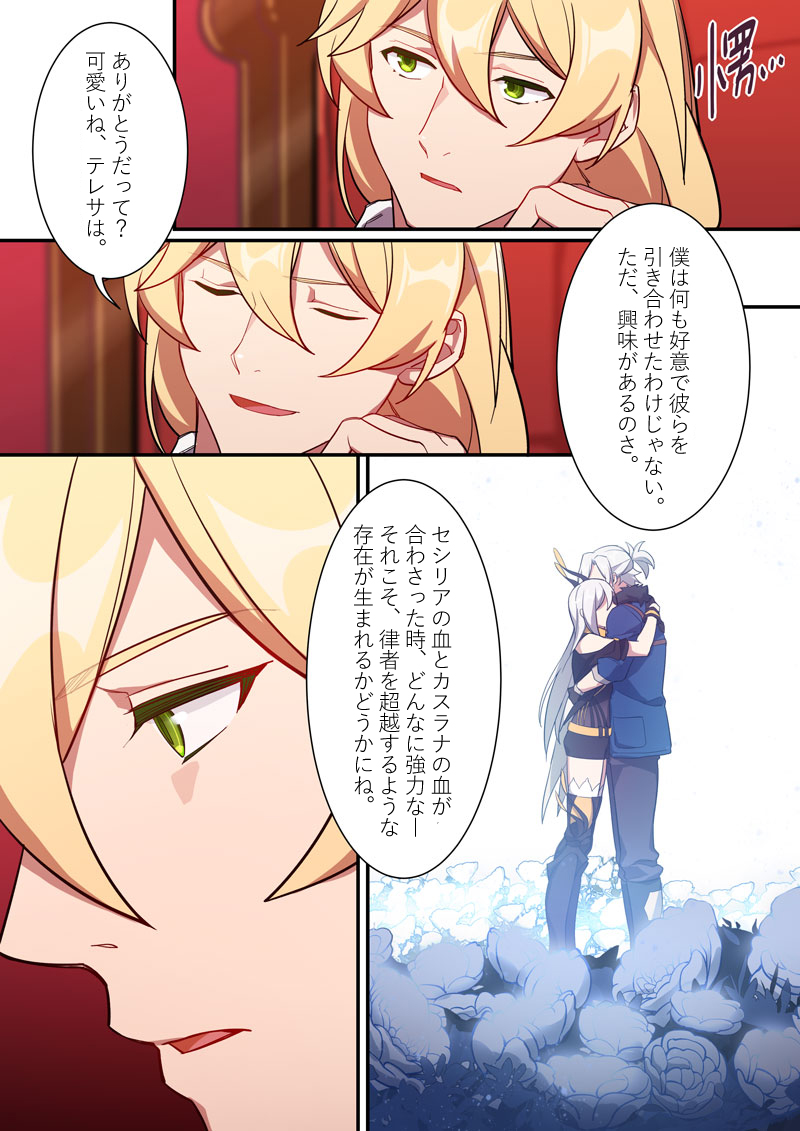 小愣…
ありがとうだって？
可愛いね、テレサは。
僕は何も好意で彼らを
引き合わせたわけじゃない。
ただ、興味があるのさ。
セシリアの血とカスラナの血が
合わさった時、どんなに強力なー
それこそ、律者を超越するような
存在が生まれるかどうかにね。